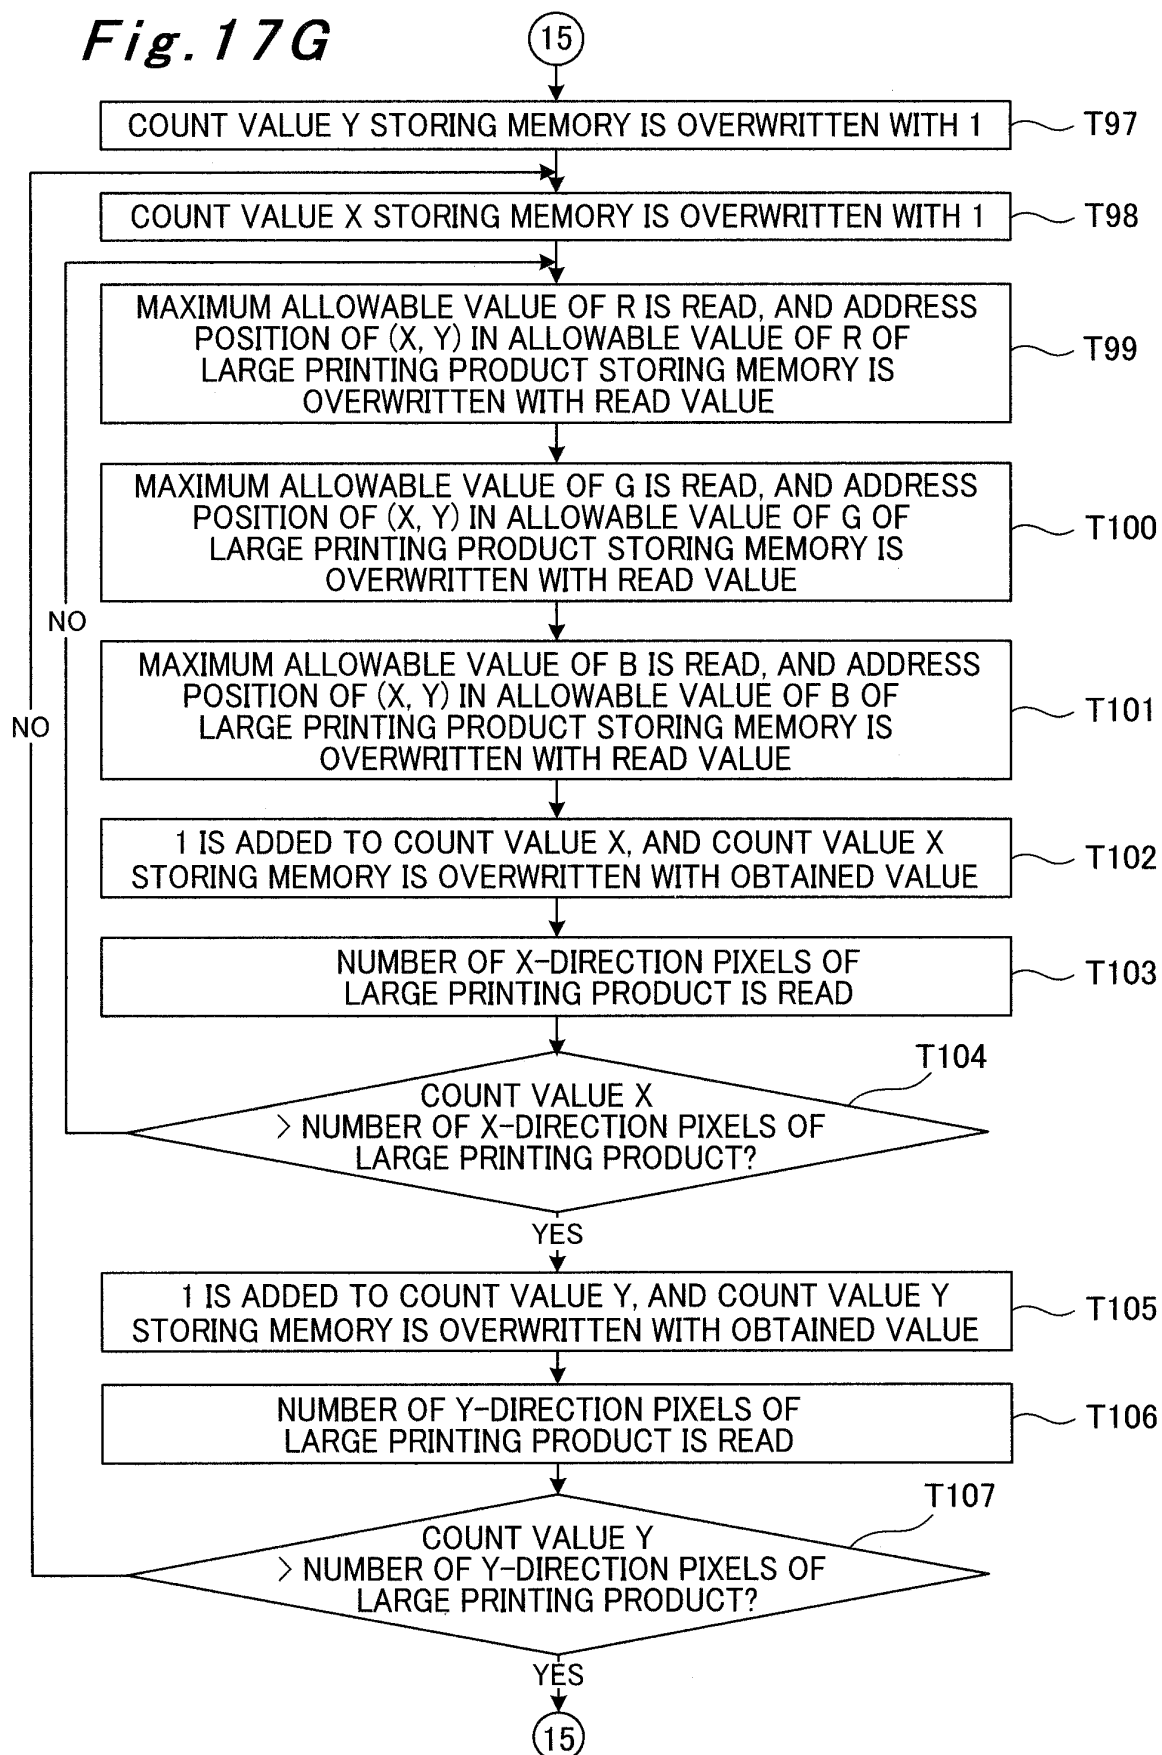 Fig.17G
15
COUNT VALUE Y STORING MEMORY IS OVERWRITTEN WITH 1
T97
COUNT VALUE X STORING MEMORY IS OVERWRITTEN WITH 1
T98
MAXIMUM ALLOWABLE VALUE OF R IS READ, AND ADDRESS
POSITION OF (X, Y) IN ALLOWABLE VALUE OF R OF
LARGE PRINTING PRODUCT STORING MEMORY IS
OVERWRITTEN WITH READ VALUE
T99
MAXIMUM ALLOWABLE VALUE OF G IS READ, AND ADDRESS
POSITION OF (X, Y) IN ALLOWABLE VALUE OF G OF
LARGE PRINTING PRODUCT STORING MEMORY IS
OVERWRITTEN WITH READ VALUE
T100
NO
MAXIMUM ALLOWABLE VALUE OF B IS READ, AND ADDRESS
POSITION OF (X, Y) IN ALLOWABLE VALUE OF B OF
LARGE PRINTING PRODUCT STORING MEMORY IS
OVERWRITTEN WITH READ VALUE
T101
NO
1 IS ADDED TO COUNT VALUE X, AND COUNT VALUE X
STORING MEMORY IS OVERWRITTEN WITH OBTAINED VALUE
T102
NUMBER OF X-DIRECTION PIXELS OF
LARGE PRINTING PRODUCT IS READ
T103
T104
COUNT VALUE X
> NUMBER OF X-DIRECTION PIXELS OF
LARGE PRINTING PRODUCT?
YES
1 IS ADDED TO COUNT VALUE Y, AND COUNT VALUE Y
STORING MEMORY IS OVERWRITTEN WITH OBTAINED VALUE
T105
NUMBER OF Y-DIRECTION PIXELS OF
LARGE PRINTING PRODUCT IS READ
T106
T107
COUNT VALUE Y
> NUMBER OF Y-DIRECTION PIXELS OF
LARGE PRINTING PRODUCT?
YES
15